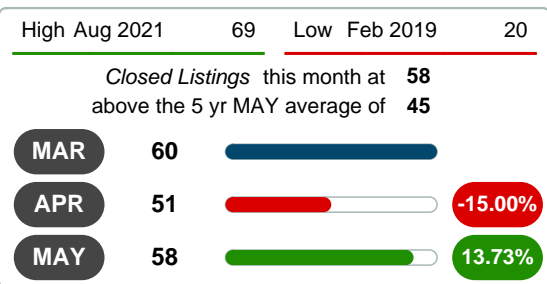 High Aug 2021 69 Low Feb 2019 20
Closed Listings this month at 58
above the 5 yr MAY average of 45
MAR 60
APR 51 -15.00%
MAY 58 13.73%